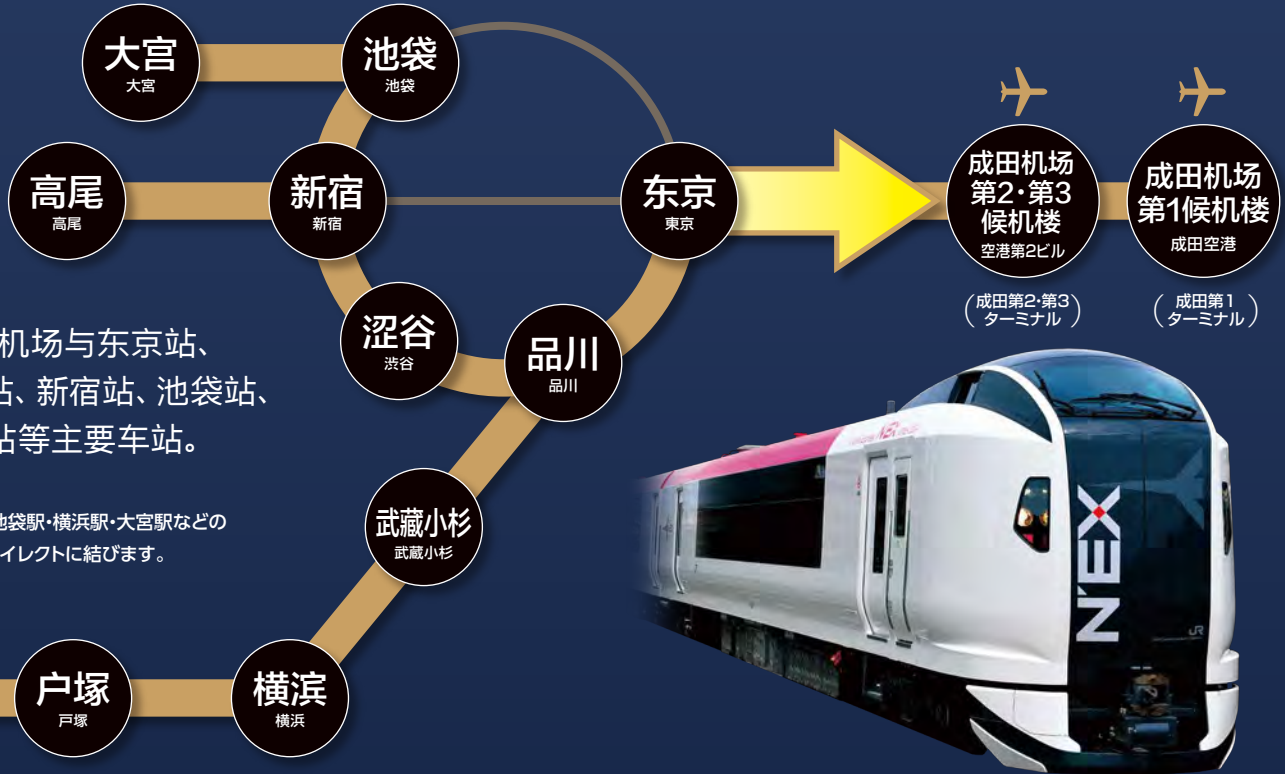 大宫
大宮
池袋
池袋
高尾
高尾
新宿
新宿
东京
東京
成田机场
第2・第3
候机楼
空港第2ビル
(成田第2・第3
ターミナル)
成田机场
第1候机楼
成田空港
(成田第1
ターミナル)
涩谷
渋谷
品川
品川
机场与东京站、
站、新宿站、池袋站、
站等主要车站。
武藏小杉
武蔵小杉
池袋駅・横浜駅・大宮駅などの
イレクトに結びます。
户塚
戸塚
横滨
横浜
N'EX
JR